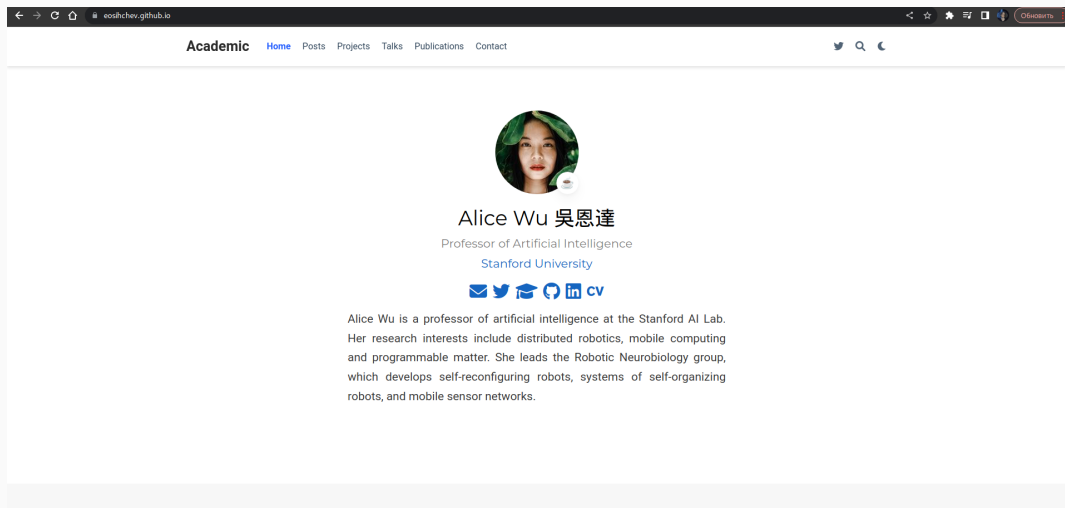 eosihchev.github.io
Обновить
Academic Home Posts Projects Talks Publications Contact
Alice Wu 吳恩達
Professor of Artificial Intelligence
Stanford University
CV
Alice Wu is a professor of artificial intelligence at the Stanford AI Lab.
Her research interests include distributed robotics, mobile computing
and programmable matter. She leads the Robotic Neurobiology group,
which develops self-reconfiguring robots, systems of self-organizing
robots, and mobile sensor networks.